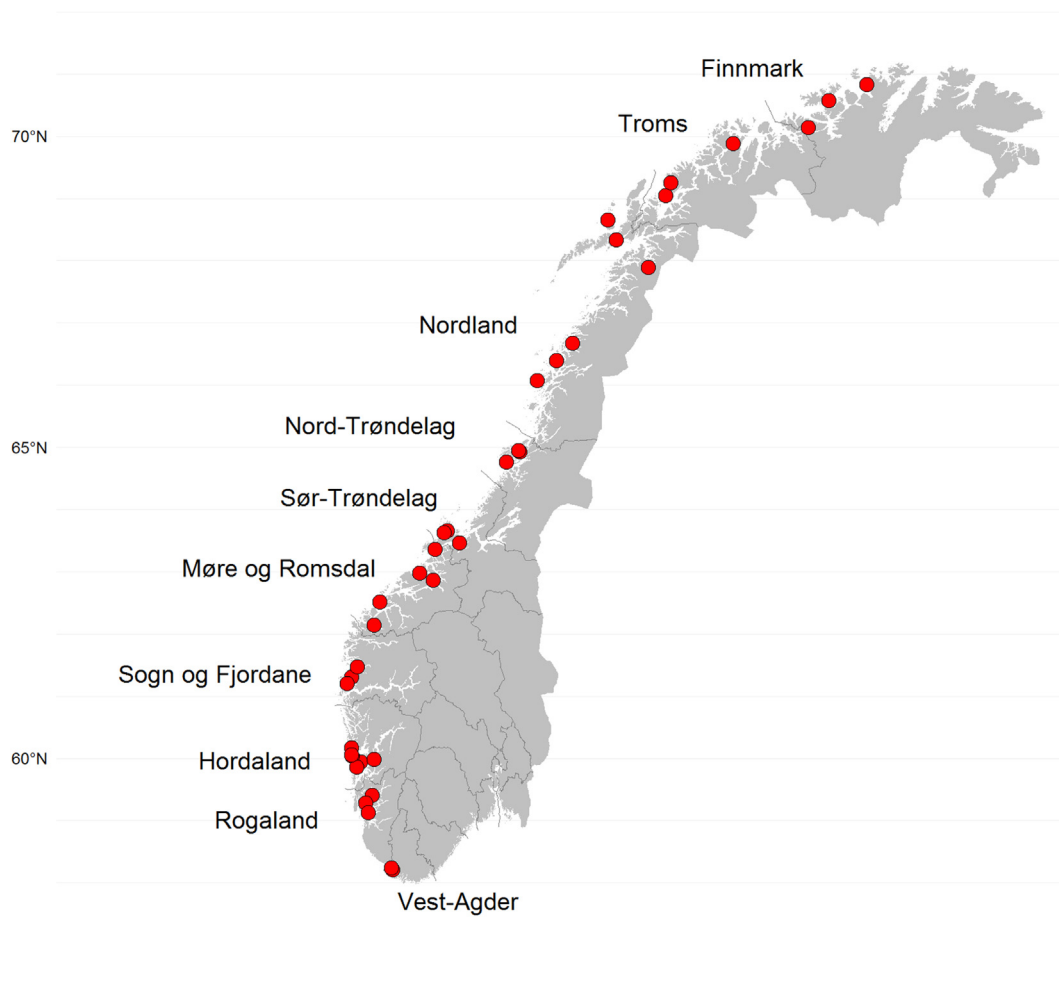 Finnmark
Troms
70°N
Nordland
Nord-Trøndelag
65°N
Sør-Trøndelag
Møre og Romsdal
Sogn og Fjordane
60°N
Hordaland
Rogaland
Vest-Agder